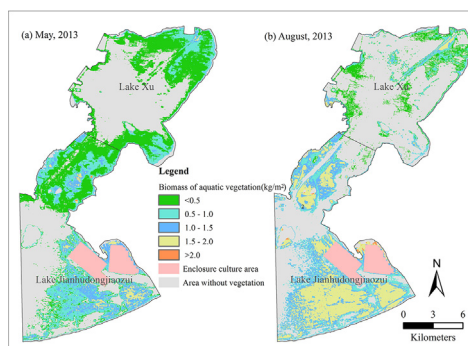 (a) May, 2013
(b) August, 2013
Lake Xu
Lake Xu
Legend
Biomass of aquatic vegetation(kg/m²)
<0.5
0.5 - 1.0
1.0 - 1.5
1.5 - 2.0
>2.0
Enclosure culture area
Area without vegetation
Lake Jianhudongjiaozui
Lake Jianhudongjiaozui
N
0 3 6
Kilometers